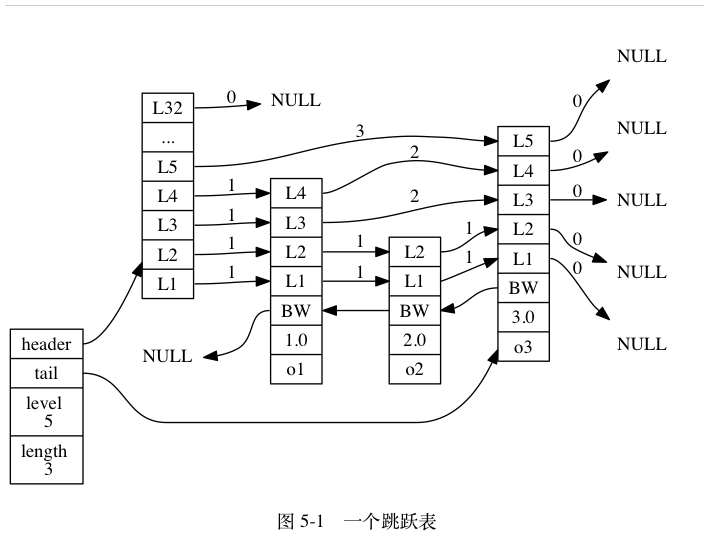 NULL
L32
0
NULL
...
L5
3
L4
1
L3
1
L2
1
L1
1
L4
2
L3
2
L2
1
L1
1
BW
1.0
o1
NULL
L2
1
L1
1
BW
2.0
o2
L5
0
L4
0
NULL
L3
0
NULL
L2
0
NULL
L1
0
NULL
BW
3.0
o3
header
tail
level
5
length
3
图 5-1 一个跳跃表